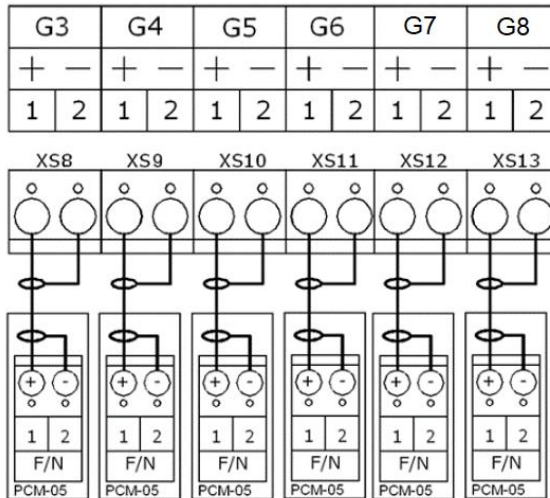 G3 G4 G5 G6 G7 G8
+ − + − + − + − + − + −
1 2 1 2 1 2 1 2 1 2 1 2
XS8 XS9 XS10 XS11 XS12 XS13
+ - + - + - + - + - + -
1 2 1 2 1 2 1 2 1 2 1 2
F/N F/N F/N F/N F/N F/N
PCM-05 PCM-05 PCM-05 PCM-05 PCM-05 PCM-05